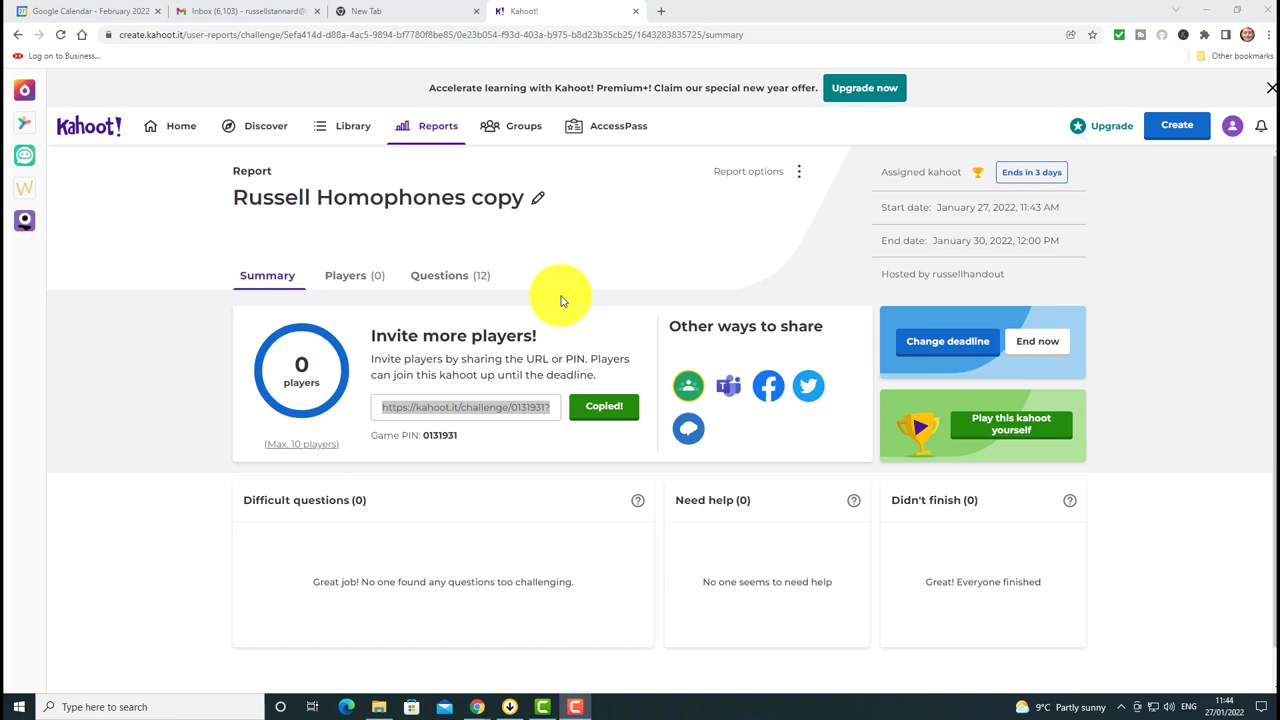 Google Calendar - February 2022
Inbox (6,103) - russellstannard@
New Tab
Kahoot!
create.kahoot.it/user-reports/challenge/5efa414d-d88a-4ac5-9894-bf7780f8be85/0e23b054-f93d-403a-b975-b8d23b35cb25/1643283835725/summary
Log on to Business...
Other bookmarks
Accelerate learning with Kahoot! Premium+! Claim our special new year offer.
Upgrade now
Kahoot!
Home
Discover
Library
Reports
Groups
AccessPass
Upgrade
Create
Report
Report options
Russell Homophones copy
Assigned kahoot
Ends in 3 days
Start date: January 27, 2022, 11:43 AM
End date: January 30, 2022, 12:00 PM
Hosted by russellhandout
Summary
Players (0)
Questions (12)
0
players
(Max. 10 players)
Invite more players!
Invite players by sharing the URL or PIN. Players
can join this kahoot up until the deadline.
https://kahoot.it/challenge/0131931?
Copied!
Game PIN: 0131931
Other ways to share
Change deadline
End now
Play this kahoot
yourself
Difficult questions (0)
Great job! No one found any questions too challenging.
Need help (0)
No one seems to need help
Didn't finish (0)
Great! Everyone finished
Type here to search
9°C Partly sunny
ENG
11:44
27/01/2022